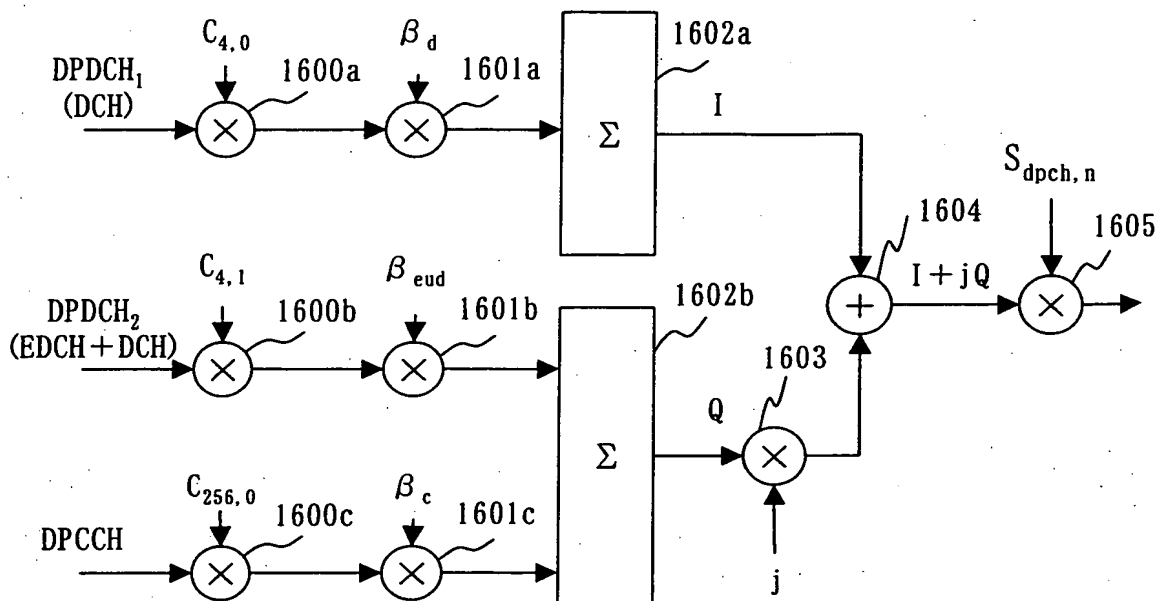 C4,0
βd
1602a
DPDCH1
(DCH)
1600a
1601a
I
Σ
Sdpch,n
1604
1605
I+jQ
C4,1
βeud
1602b
DPDCH2
(EDCH+DCH)
1600b
1601b
1603
Q
Σ
C256,0
βc
1600c
1601c
DPCCH
j